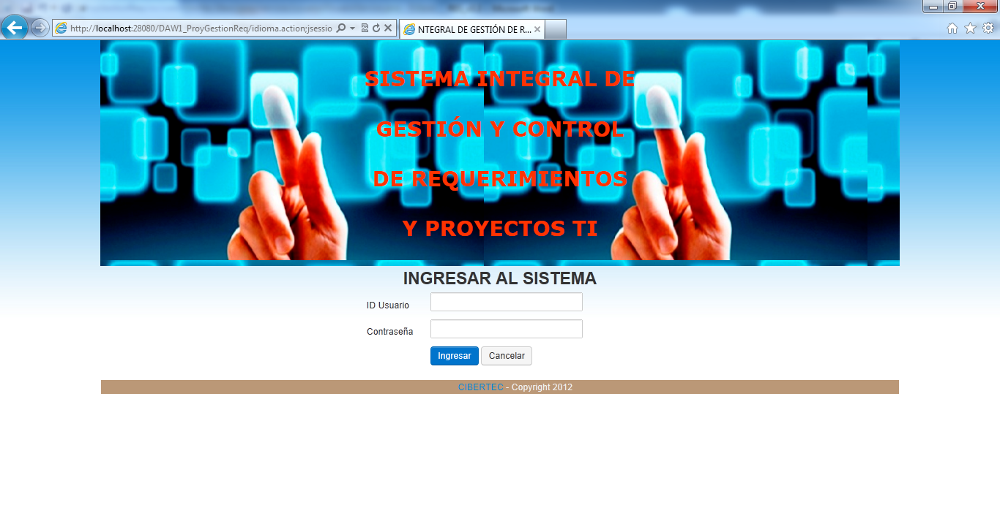 http://localhost:28080/DAW1_ProyGestionReq/idioma.action;jsessio
NTEGRAL DE GESTIÓN DE R...
SISTEMA INTEGRAL DE
GESTIÓN Y CONTROL
DE REQUERIMIENTOS
Y PROYECTOS TI
INGRESAR AL SISTEMA
ID Usuario
Contraseña
Ingresar Cancelar
CIBERTEC - Copyright 2012